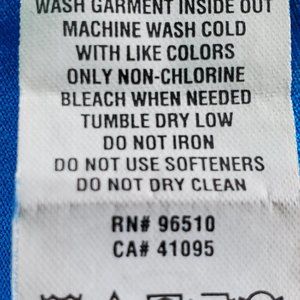 WASH GARMENT INSIDE OUT
MACHINE WASH COLD
WITH LIKE COLORS
ONLY NON-CHLORINE
BLEACH WHEN NEEDED
TUMBLE DRY LOW
DO NOT IRON
DO NOT USE SOFTENERS
DO NOT DRY CLEAN
RN# 96510
CA# 41095